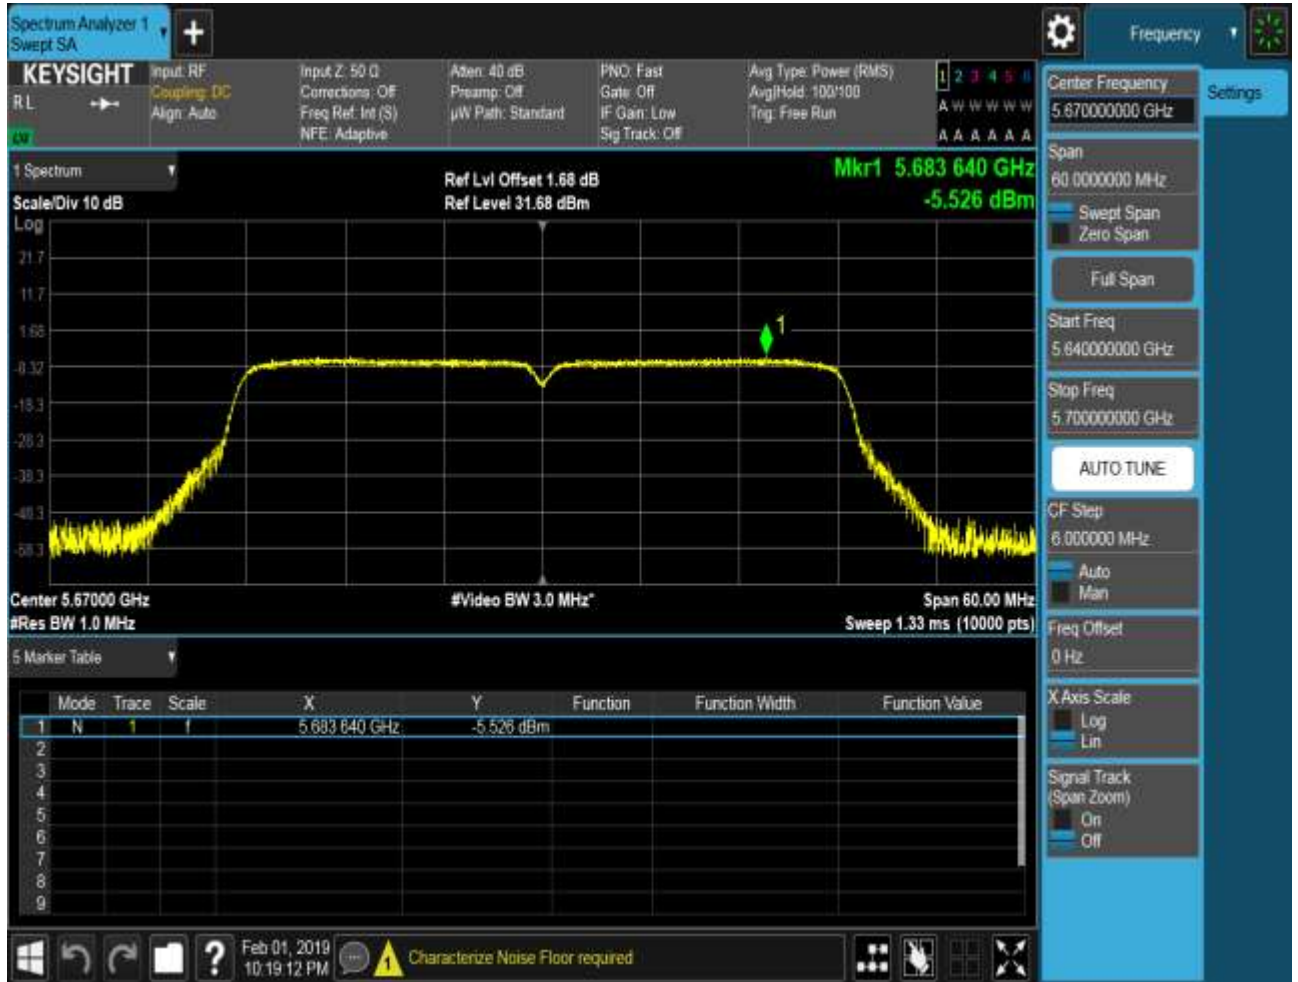 Spectrum Analyzer 1
Swept SA
Frequency
KEYSIGHT
Input: RF
Coupling: DC
Align: Auto
Input Z: 50 Ω
Corrections: Off
Freq Ref: Int (S)
NFE: Adaptive
Atten: 40 dB
Preamp: Off
µW Path: Standard
PNO: Fast
Gate: Off
IF Gain: Low
Sig Track: Off
Avg Type: Power (RMS)
Avg|Hold: 100/100
Trig: Free Run
1 2 3 4 5 6
A W W W W W
A A A A A A
R L
Center Frequency
5.670000000 GHz
Settings
Span
60.0000000 MHz
Swept Span
Zero Span
Full Span
Start Freq
5.640000000 GHz
Stop Freq
5.700000000 GHz
AUTO TUNE
CF Step
6.000000 MHz
Auto
Man
Freq Offset
0 Hz
X Axis Scale
Log
Lin
Signal Track
(Span Zoom)
On
Off
1 Spectrum
Scale/Div 10 dB
Ref Lvl Offset 1.68 dB
Ref Level 31.68 dBm
Mkr1 5.683 640 GHz
-5.526 dBm
Log
21.7
11.7
1.68
-8.32
-18.3
-28.3
-38.3
-48.3
-58.3
1
Center 5.67000 GHz
#Res BW 1.0 MHz
#Video BW 3.0 MHz*
Span 60.00 MHz
Sweep 1.33 ms (10000 pts)
5 Marker Table
Mode Trace Scale X Y Function Function Width Function Value
1 N 1 f 5.683 640 GHz -5.526 dBm
2
3
4
5
6
7
8
9
?
Feb 01, 2019
10:19:12 PM
1
Characterize Noise Floor required